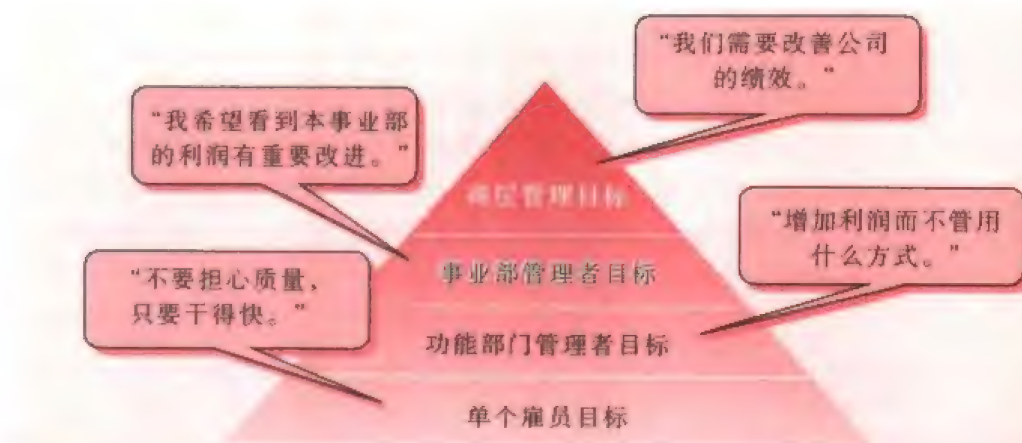 “我们需要改善公司
的绩效。”
“我希望看到本事业部
的利润有重要改进。”
高层管理目标
“增加利润而不管用
什么方式。”
事业部管理者目标
“不要担心质量，
只要干得快。”
功能部门管理者目标
单个雇员目标